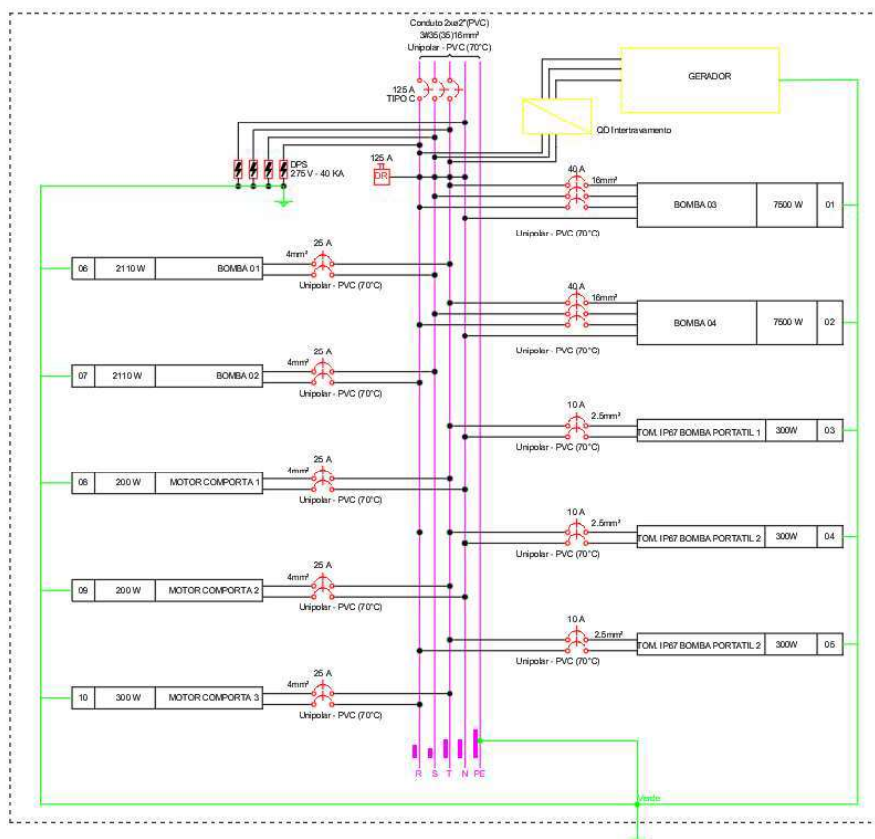 Conduto 2xø2"(PVC)
3#35(35)16mm²
Unipolar - PVC (70°C)
125 A
TIPO C
GERADOR
QD Intertravamento
DPS
275 V - 40 KA
125 A
DR
40 A
16mm²
BOMBA 03 7500 W 01
Unipolar - PVC (70°C)
06 2110 W BOMBA 01
4mm²
25 A
Unipolar - PVC (70°C)
40 A
16mm²
BOMBA 04 7500 W 02
Unipolar - PVC (70°C)
07 2110 W BOMBA 02
4mm²
25 A
Unipolar - PVC (70°C)
10 A
2.5mm²
TOM. IP67 BOMBA PORTATIL 1 300W 03
Unipolar - PVC (70°C)
08 200 W MOTOR COMPORTA 1
4mm²
25 A
Unipolar - PVC (70°C)
10 A
2.5mm²
TOM. IP67 BOMBA PORTATIL 2 300W 04
Unipolar - PVC (70°C)
09 200 W MOTOR COMPORTA 2
4mm²
25 A
Unipolar - PVC (70°C)
10 A
2.5mm²
TOM. IP67 BOMBA PORTATIL 2 300W 05
Unipolar - PVC (70°C)
10 300 W MOTOR COMPORTA 3
4mm²
25 A
Unipolar - PVC (70°C)
R S T N PE
Verde